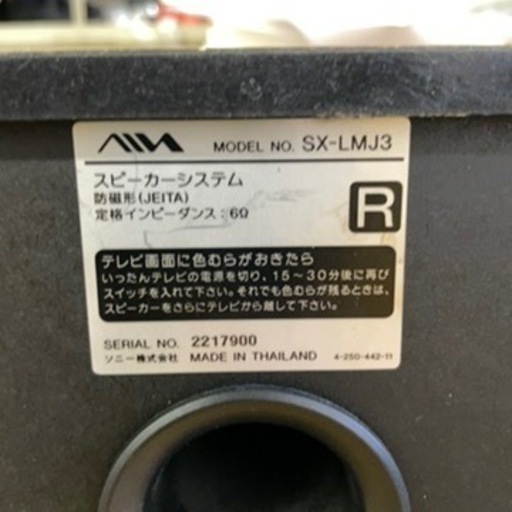 AIWA
MODEL NO. SX-LMJ3
スピーカーシステム
防磁形(JEITA)
定格インピーダンス:6Ω
R
テレビ画面に色むらがおきたら
いったんテレビの電源を切り、15〜30分後に再び
スイッチを入れて下さい。それでも色むらが残るときは、
スピーカーをさらにテレビから離して下さい。
SERIAL NO. 2217900
ソニー株式会社 MADE IN THAILAND 4-250-442-11